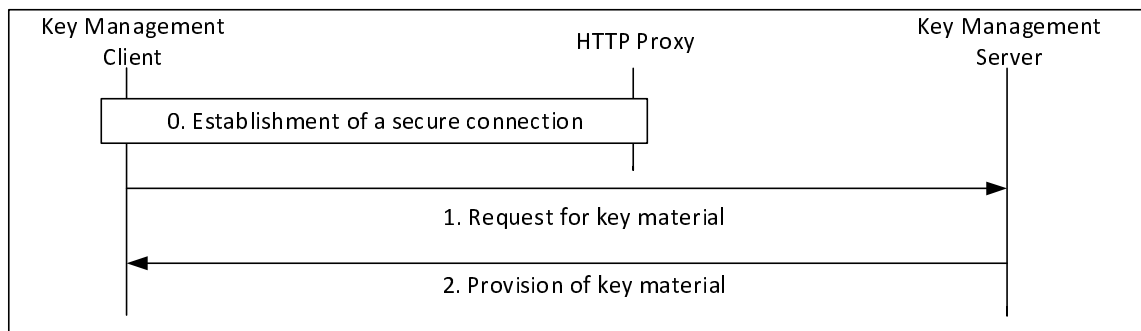 Key Management
Client
HTTP Proxy
Key Management
Server
0. Establishment of a secure connection
1. Request for key material
2. Provision of key material